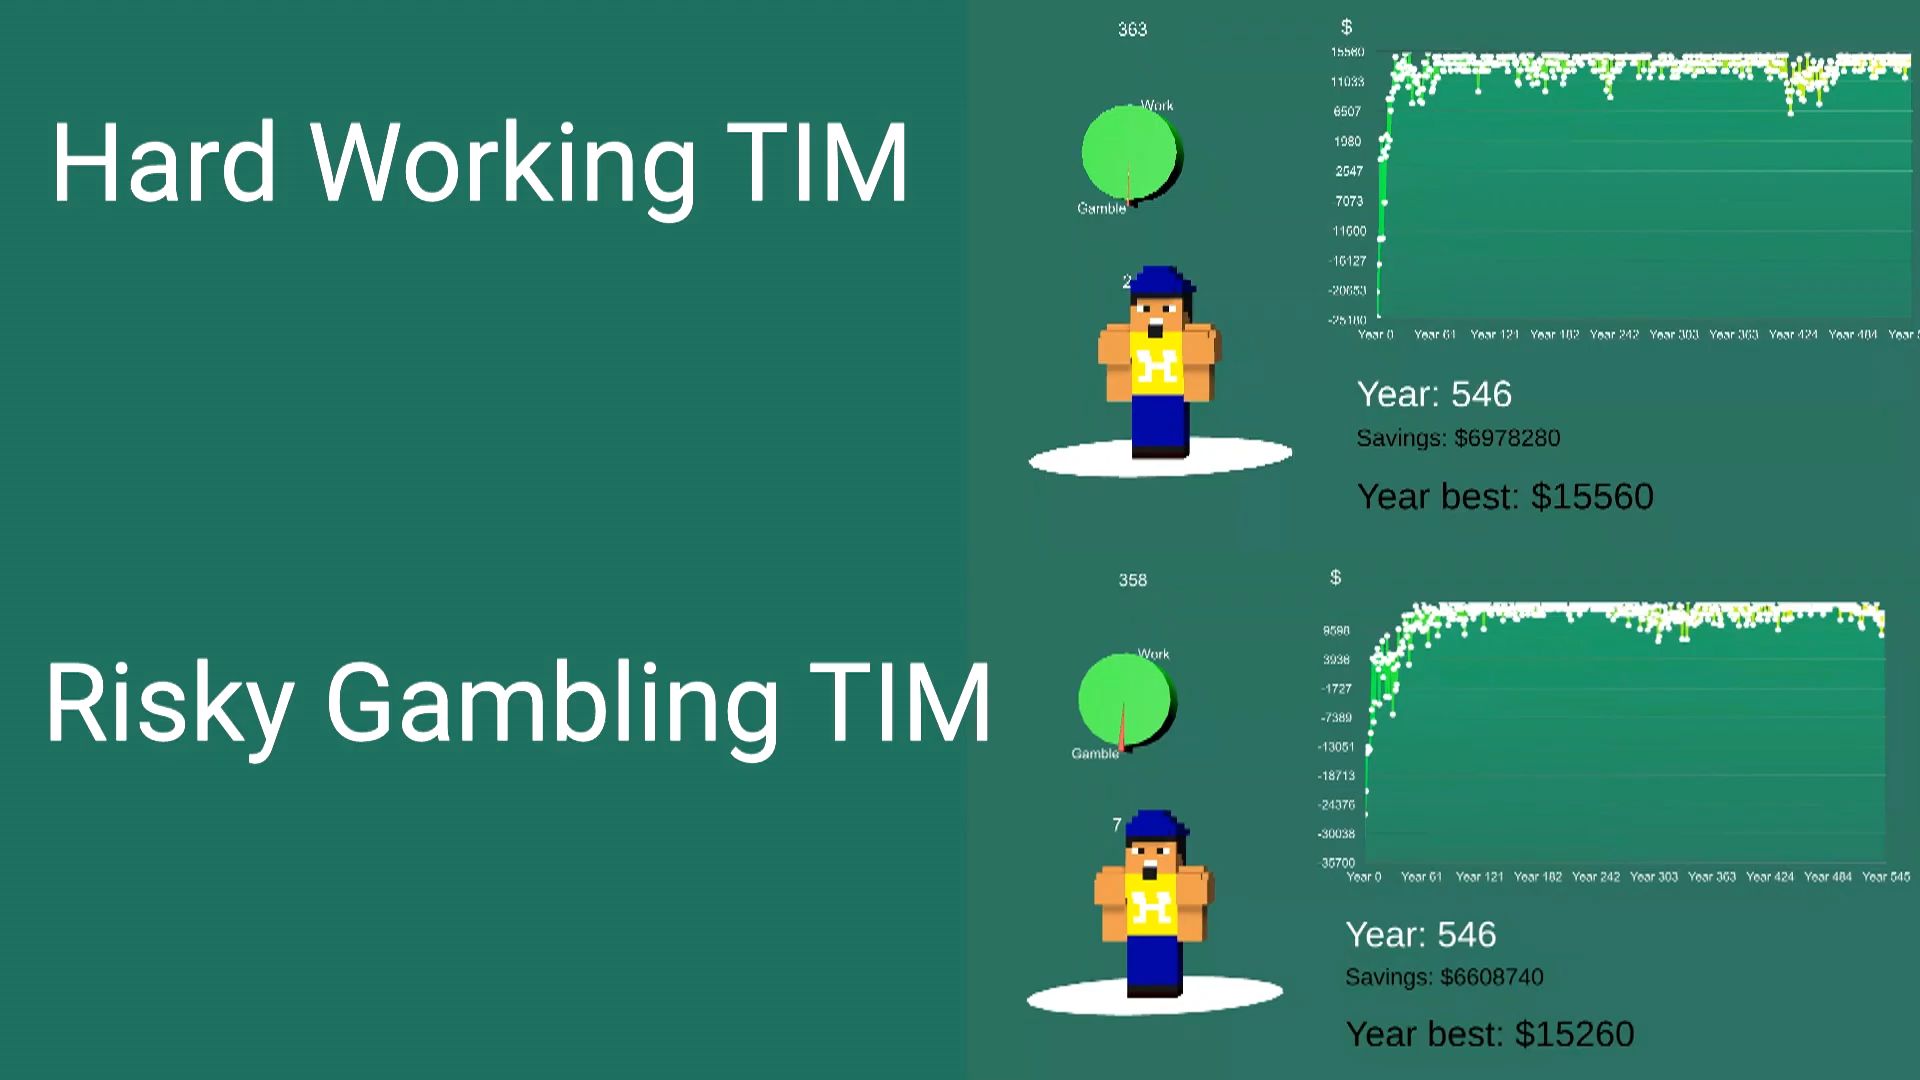 363
$
15560
Work
11033
6507
Hard Working TIM
1980
2547
-7073
Gamble
11600
-16127
2
-20653
-25180
Year 0 Year 61 Year 121 Year 182 Year 242 Year 303 Year 363 Year 424 Year 484 Year
Year: 546
Savings: $6978280
Year best: $15560
358
$
9598
Work
3936
-1727
Risky Gambling TIM
-7389
-13051
Gamble
-18713
-24376
7
-30038
-35700
Year 0 Year 61 Year 121 Year 182 Year 242 Year 303 Year 363 Year 424 Year 484 Year 545
Year: 546
Savings: $6608740
Year best: $15260